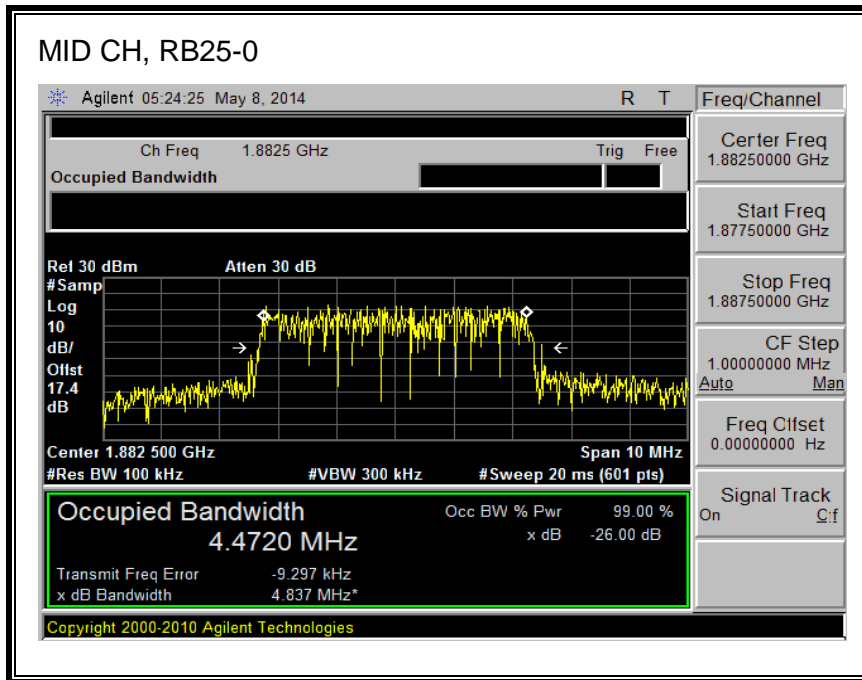 MID CH, RB25-0
Agilent 05:24:25 May 8, 2014 R T
Freq/Channel
Ch Freq 1.8825 GHz Trig Free
Occupied Bandwidth
Center Freq
1.88250000 GHz
Start Freq
1.87750000 GHz
Stop Freq
1.88750000 GHz
CF Step
1.00000000 MHz
Auto Man
Freq Offset
0.00000000 Hz
Signal Track
On Off
Ref 30 dBm Atten 30 dB
#Samp
Log
10
dB/
Offst
17.4
dB
Center 1.882 500 GHz Span 10 MHz
#Res BW 100 kHz #VBW 300 kHz #Sweep 20 ms (601 pts)
Occupied Bandwidth
4.4720 MHz
Occ BW % Pwr 99.00 %
x dB -26.00 dB
Transmit Freq Error -9.297 kHz
x dB Bandwidth 4.837 MHz*
Copyright 2000-2010 Agilent Technologies